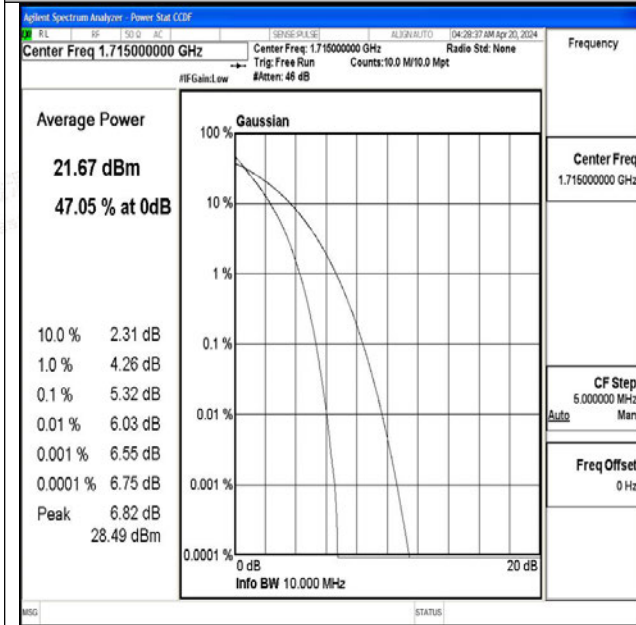 Agilent Spectrum Analyzer - Power Stat CCDF
RL RF 50 Ω AC SENSE:PULSE ALIGNAUTO 04:28:37 AM Apr 20, 2024
Center Freq 1.715000000 GHz
Center Freq: 1.715000000 GHz Radio Std: None
Trig: Free Run Counts:10.0 M/10.0 Mpt
#IFGain:Low #Atten: 46 dB
Frequency
Average Power
21.67 dBm
47.05 % at 0dB
10.0 % 2.31 dB
1.0 % 4.26 dB
0.1 % 5.32 dB
0.01 % 6.03 dB
0.001 % 6.55 dB
0.0001 % 6.75 dB
Peak 6.82 dB
28.49 dBm
Gaussian
100 %
10 %
1 %
0.1 %
0.01 %
0.001 %
0.0001 %
0 dB 20 dB
Info BW 10.000 MHz
Center Freq
1.715000000 GHz
CF Step
5.000000 MHz
Auto Man
Freq Offset
0 Hz
MSG STATUS